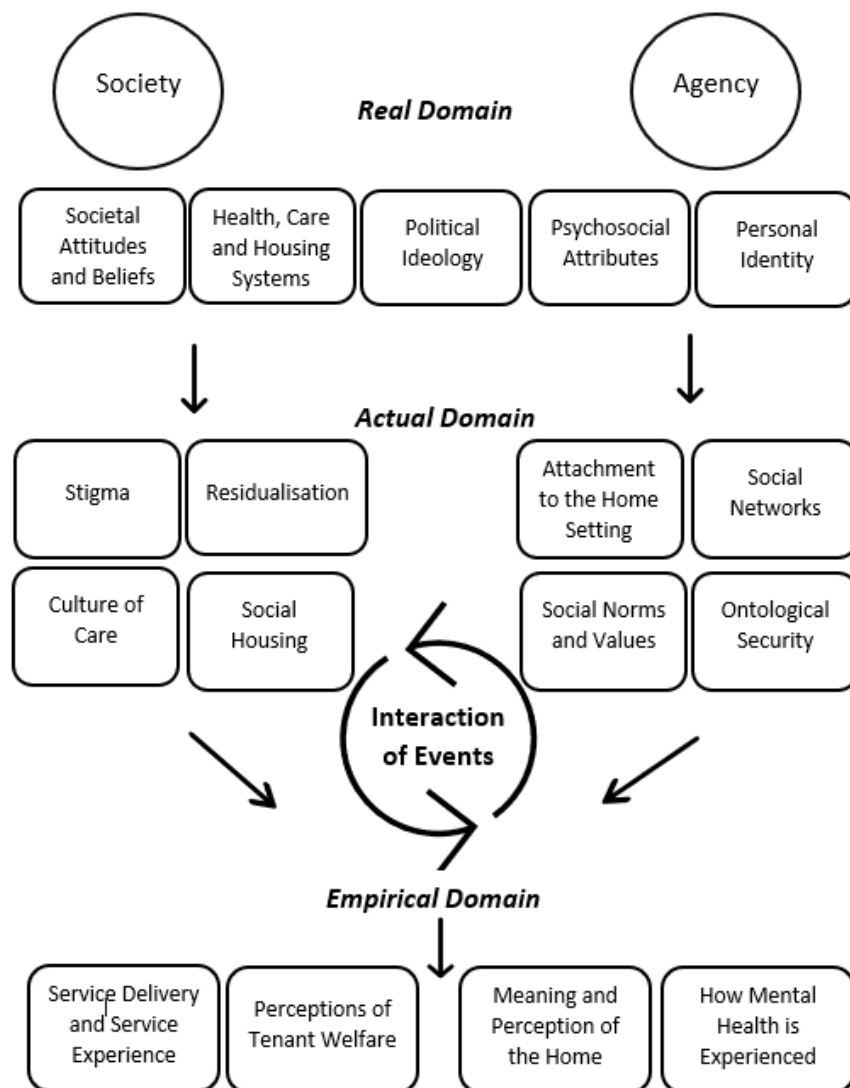 Society
Agency
Real Domain
Societal
Attitudes
and Beliefs
Health, Care
and Housing
Systems
Political
Ideology
Psychosocial
Attributes
Personal
Identity
Actual Domain
Stigma
Residualisation
Attachment
to the Home
Setting
Social
Networks
Culture of
Care
Social
Housing
Social Norms
and Values
Ontological
Security
Interaction
of Events
Empirical Domain
Service Delivery
and Service
Experience
Perceptions of
Tenant Welfare
Meaning and
Perception of
the Home
How Mental
Health is
Experienced